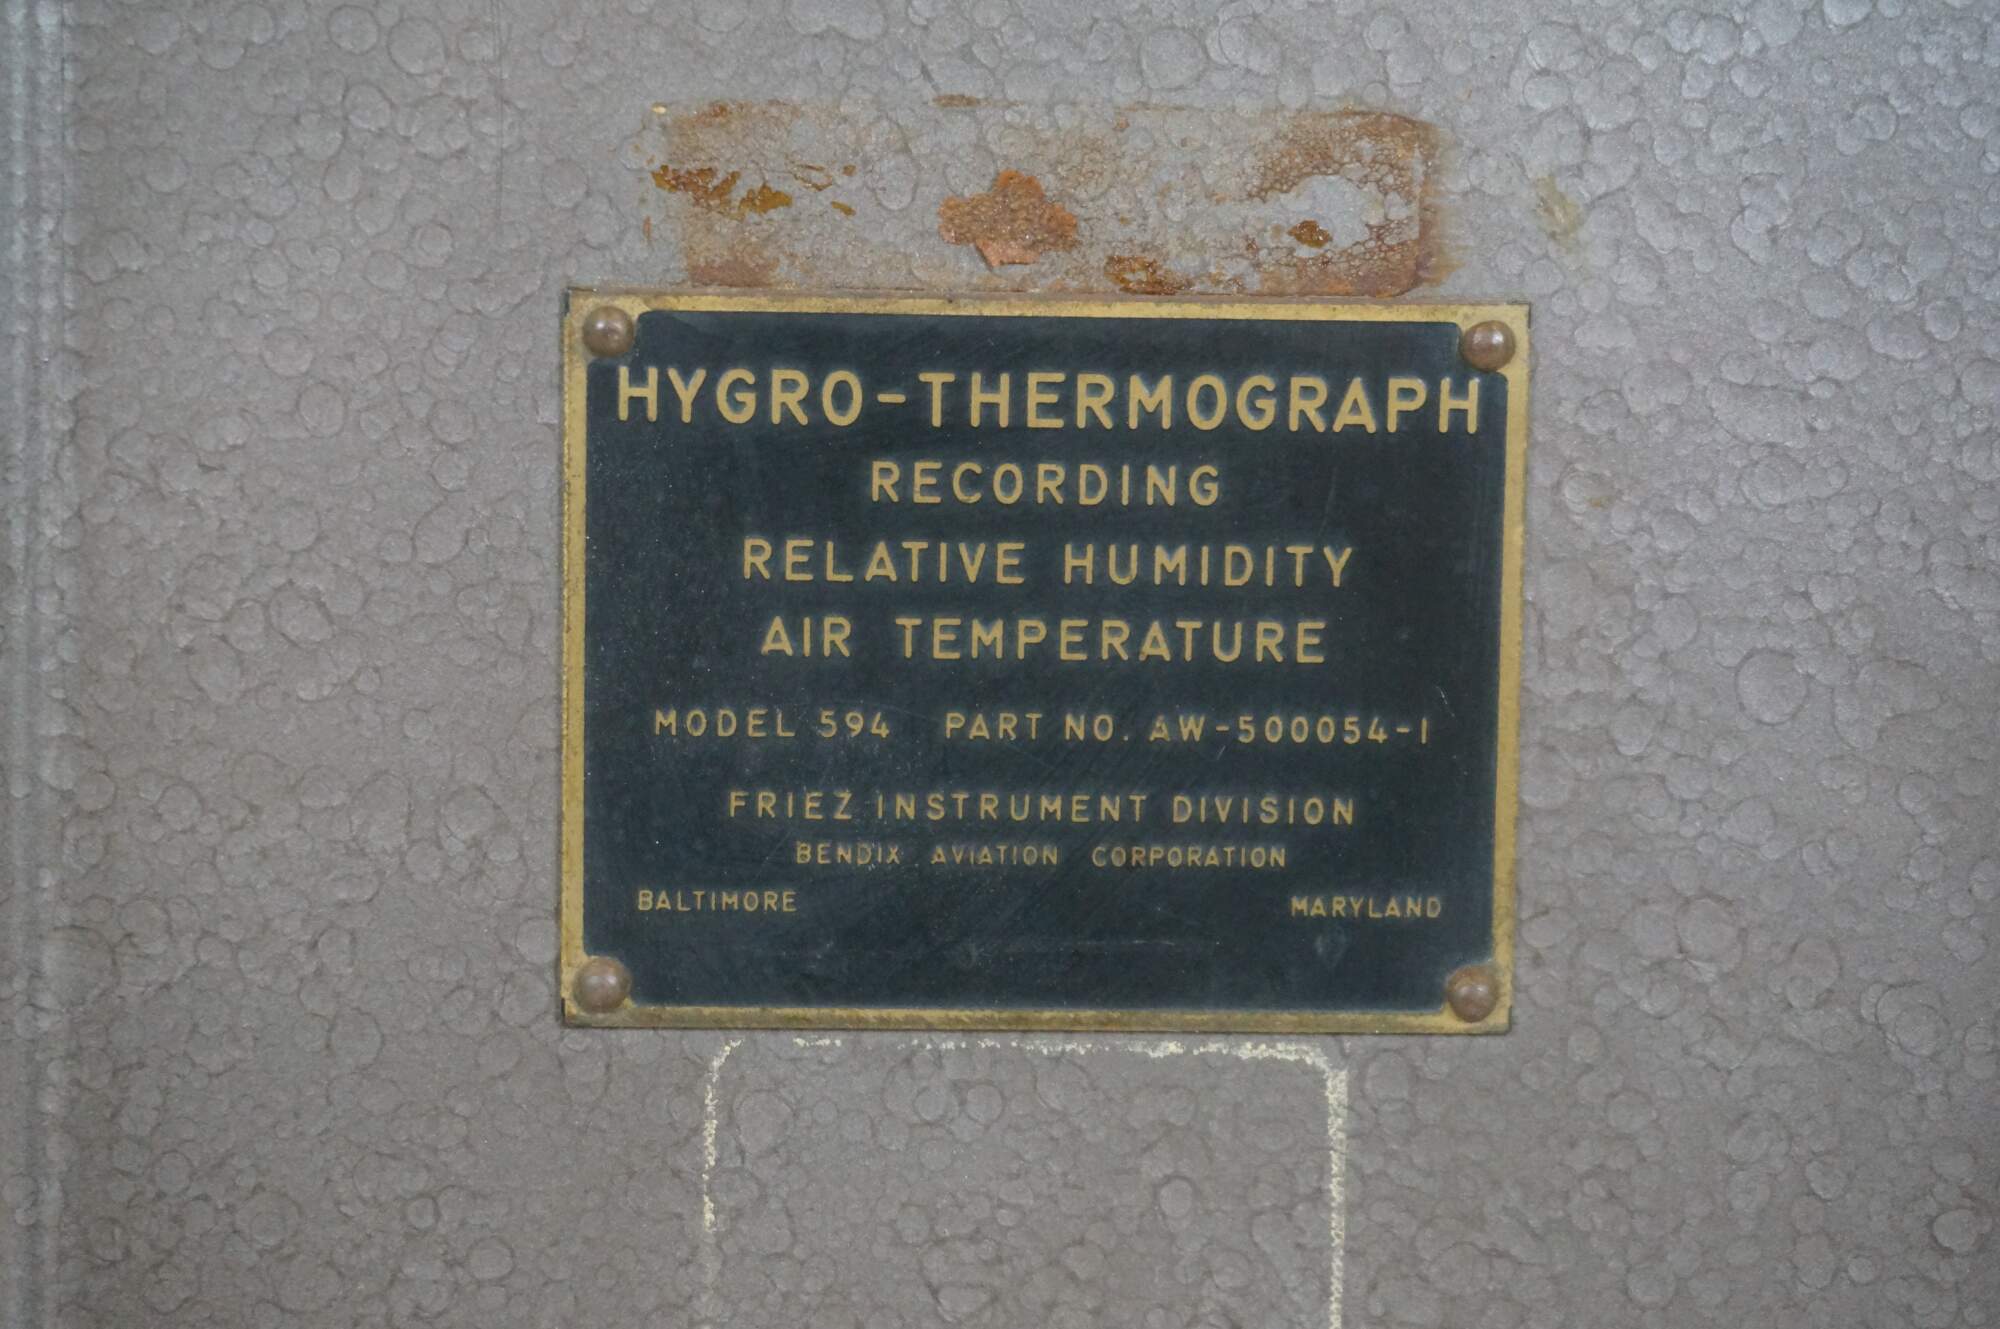 HYGRO-THERMOGRAPH
RECORDING
RELATIVE HUMIDITY
AIR TEMPERATURE
MODEL 594 PART NO. AW-500054-1
FRIEZ INSTRUMENT DIVISION
BENDIX AVIATION CORPORATION
BALTIMORE MARYLAND